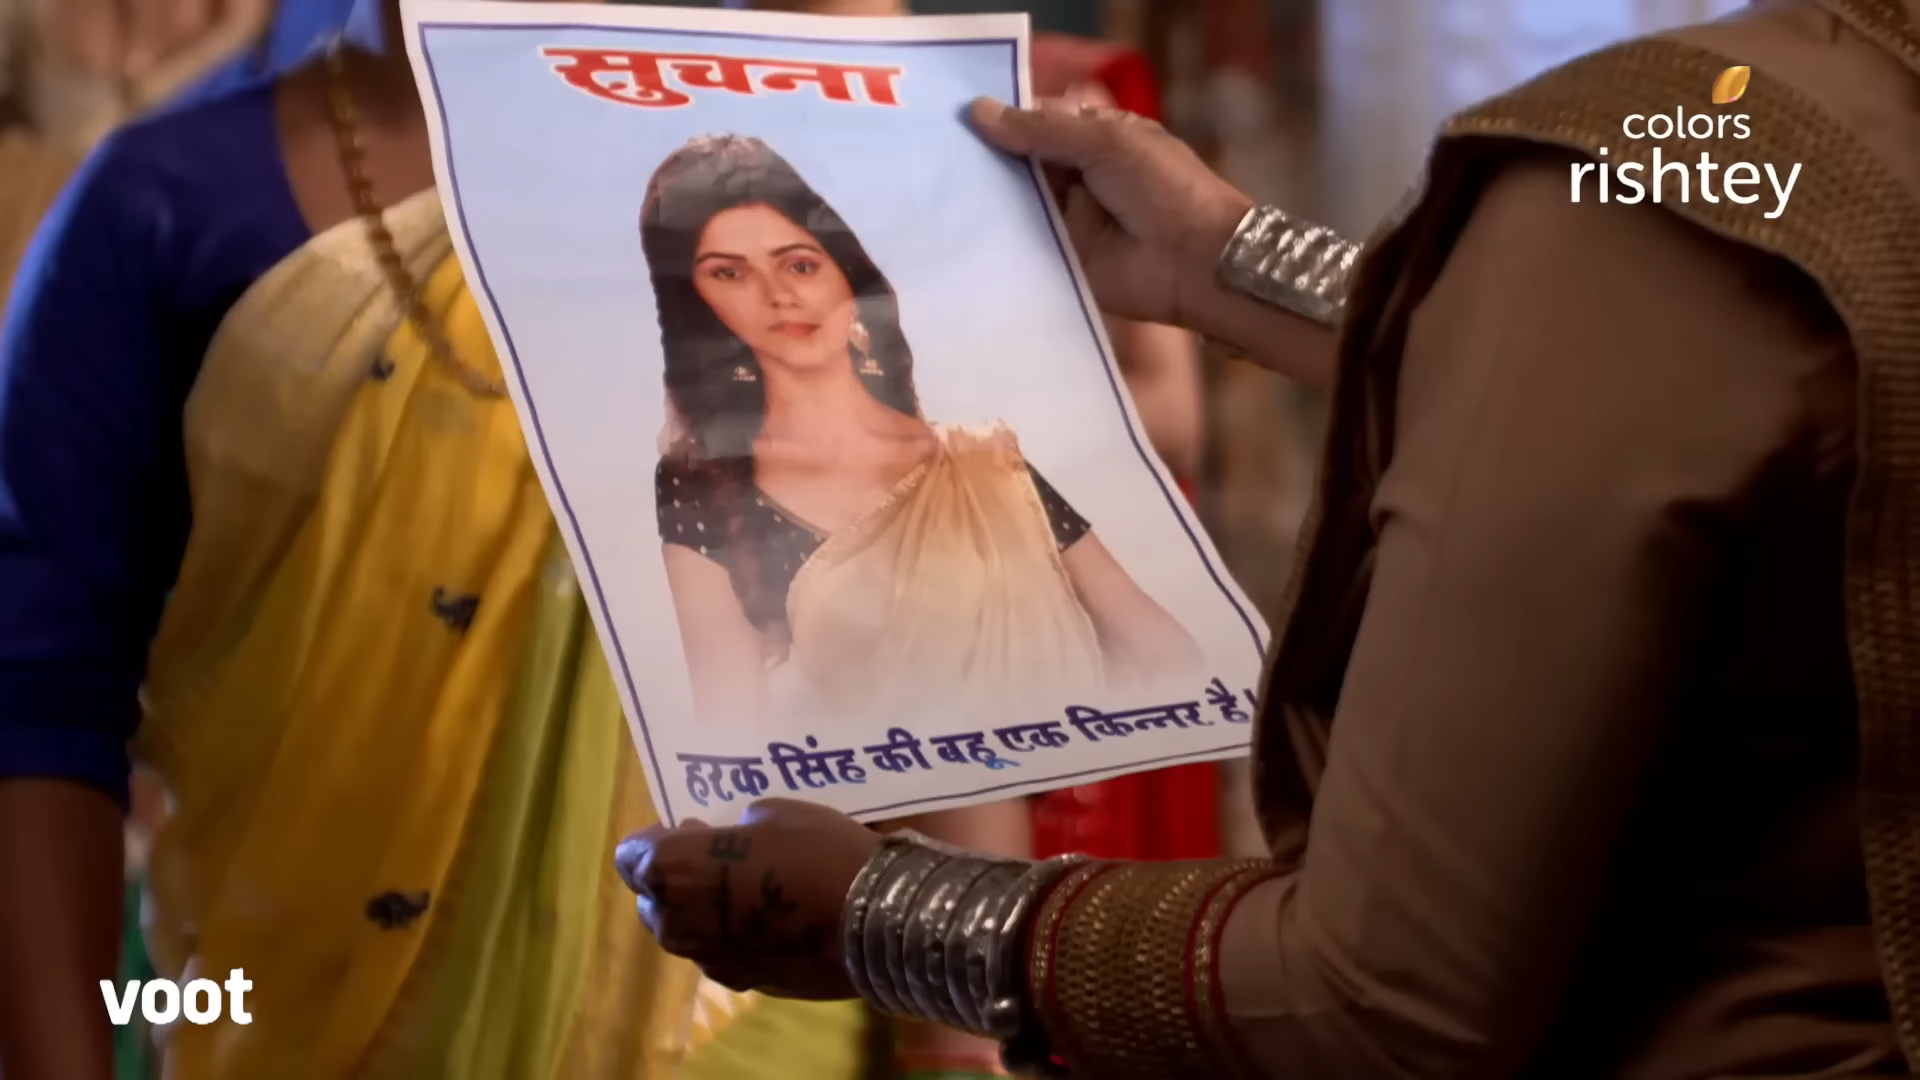 सुचना
colors
rishtey
हरक सिंह की बहू एक किन्नर है।
voot